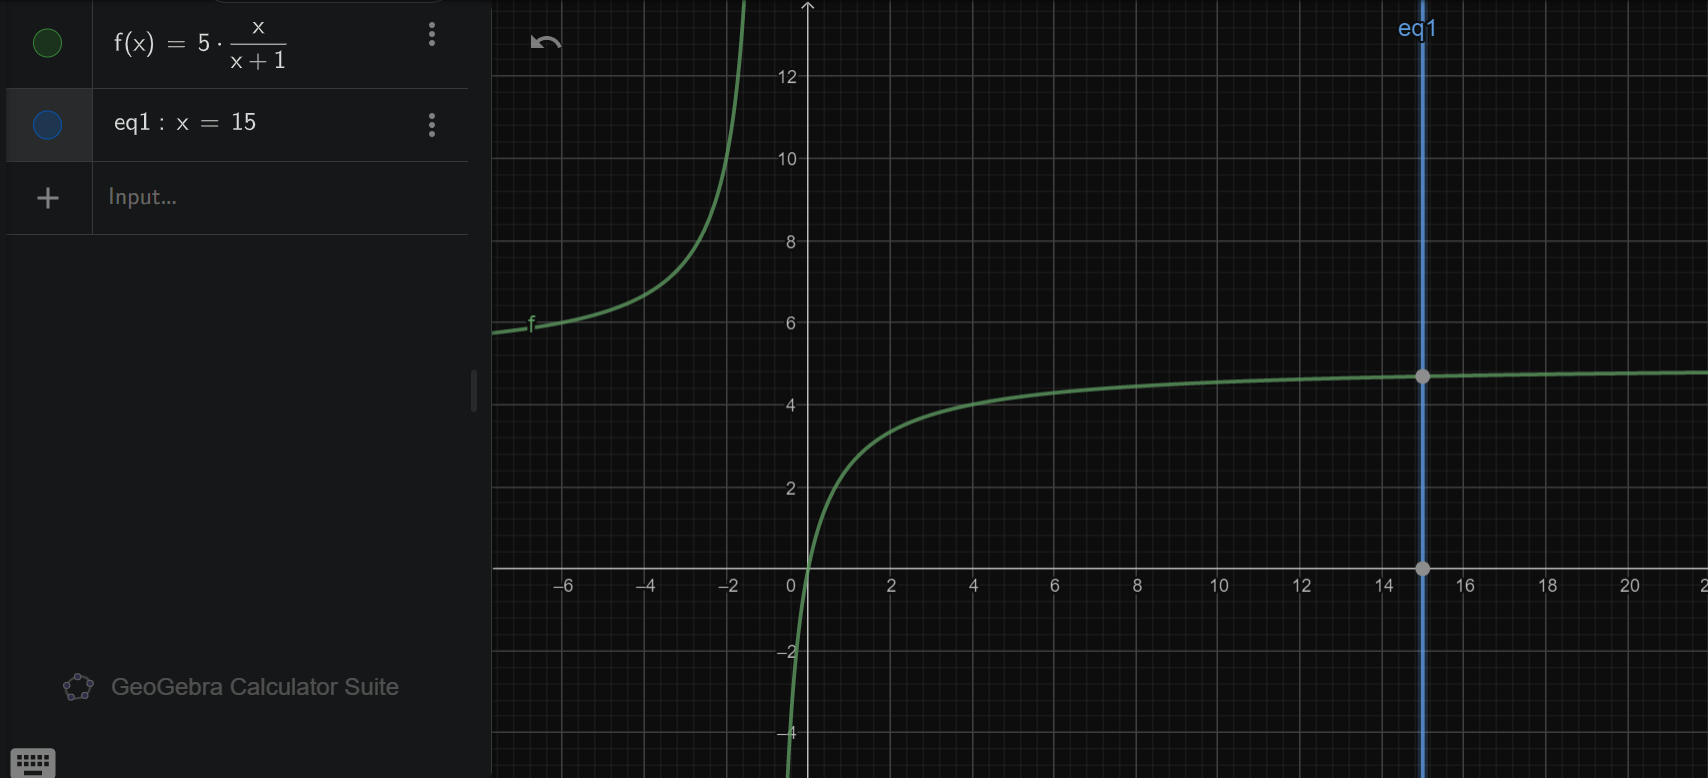 f(x) = 5 · x / x + 1
eq1 : x = 15
+ Input...
GeoGebra Calculator Suite
eq1
f
12
10
8
6
4
2
–6 –4 –2 0 2 4 6 8 10 12 14 16 18 20
–2
–4